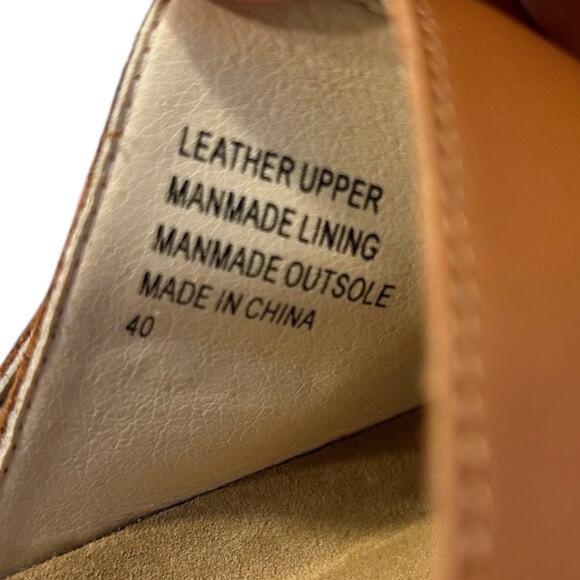 LEATHER UPPER
MANMADE LINING
MANMADE OUTSOLE
MADE IN CHINA
40